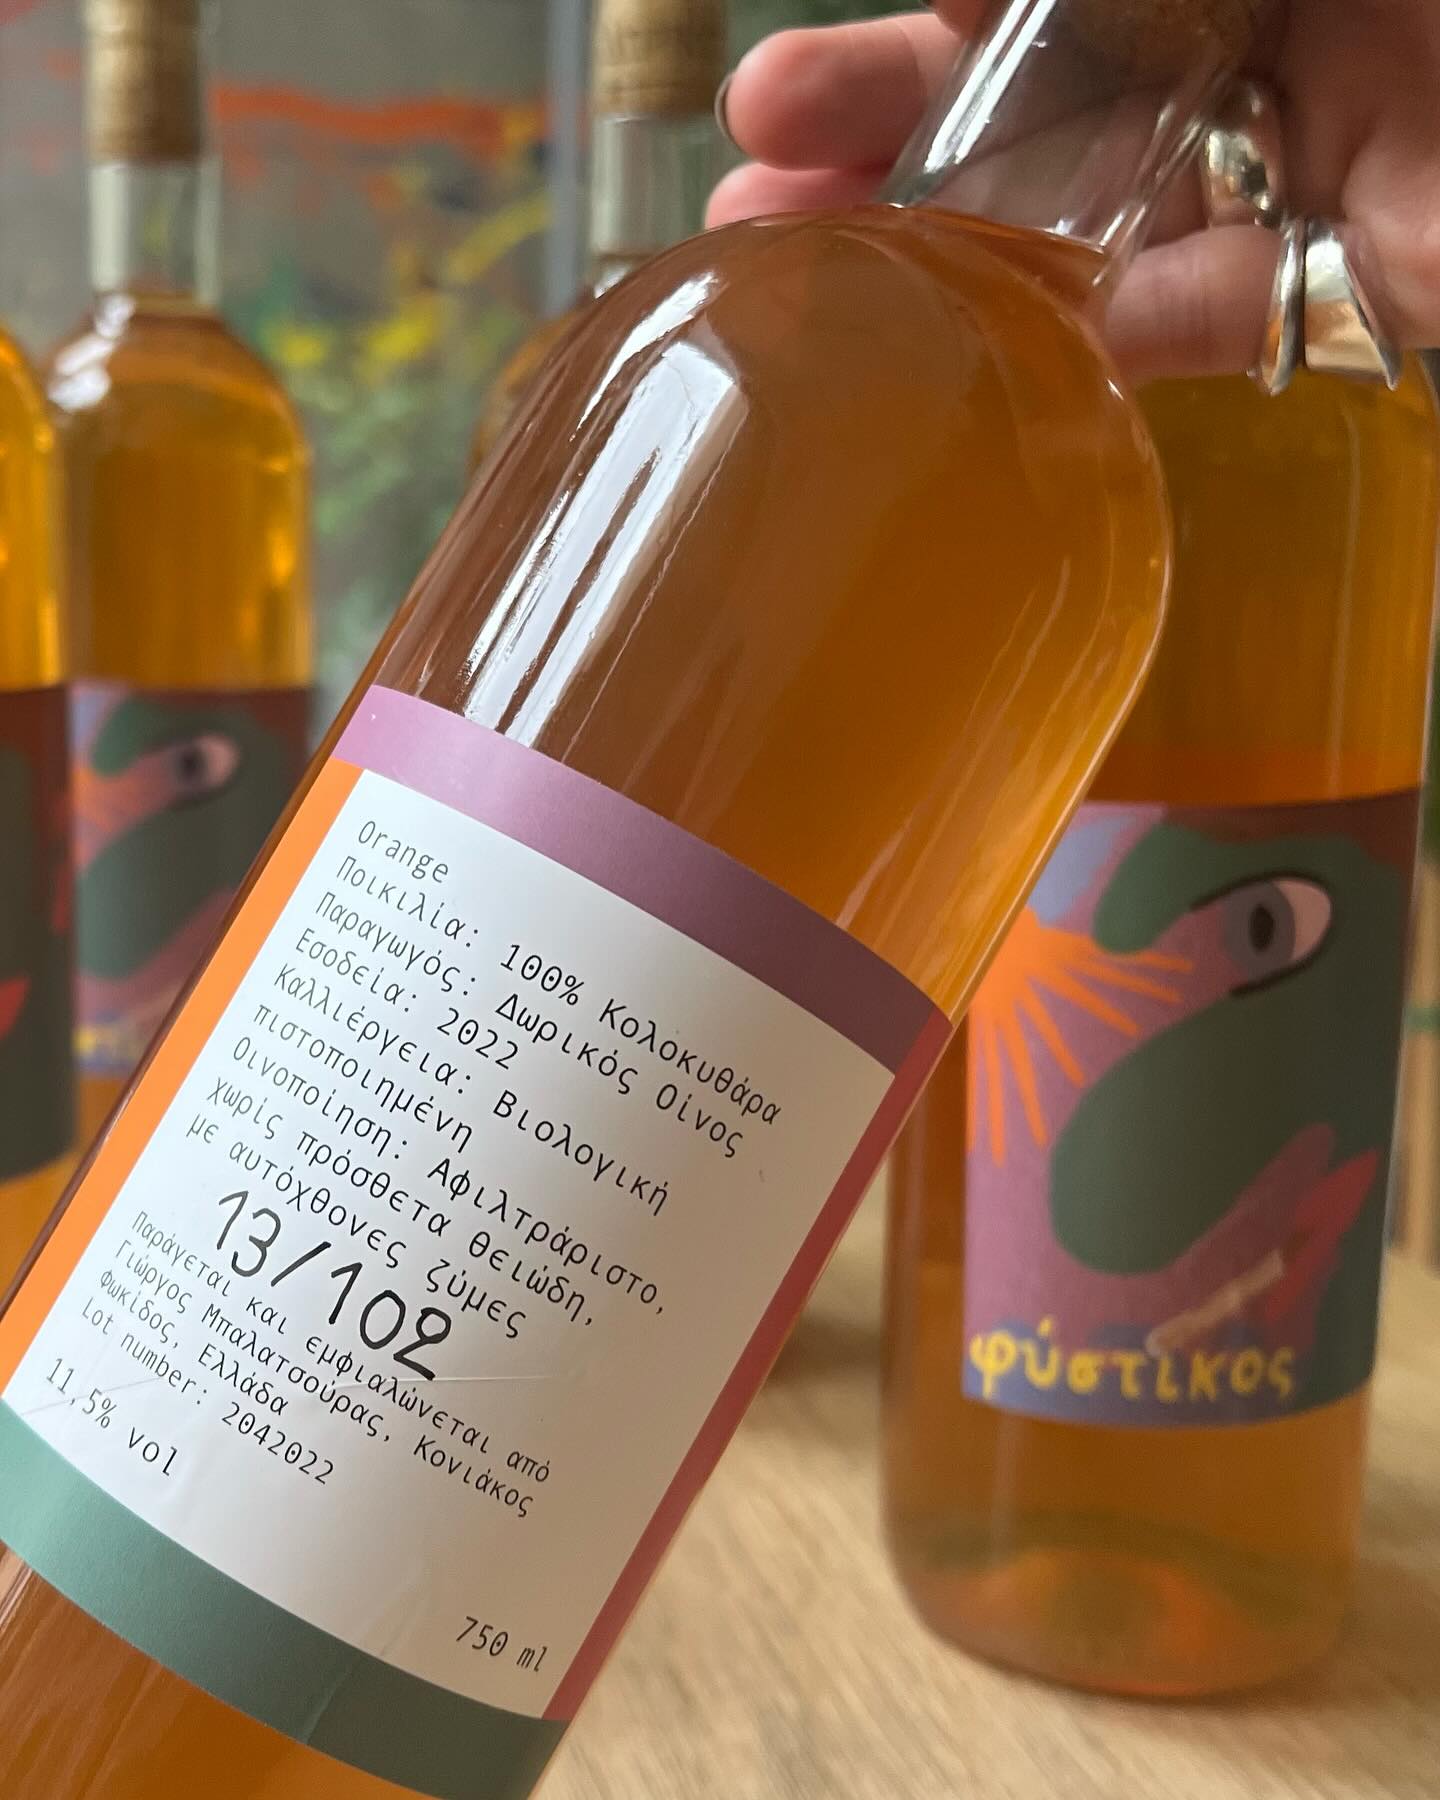 Orange
Ποικιλία: 100% Κολοκυθάρα
Παραγωγός: Δωρικός Οίνος
Εσοδεία: 2022
Καλλιέργεια: Βιολογική
πιστοποιημένη
Οινοποίηση: Αφιλτράριστο,
χωρίς πρόσθετα θειώδη,
με αυτόχθονες ζύμες
13/102
Παράγεται και εμφιαλώνεται από
Γιώργος Μπαλατσούρας, Κονιάκος
Φωκίδος, Ελλάδα
Lot number: 2042022
11,5% vol
750 ml
φύστικος